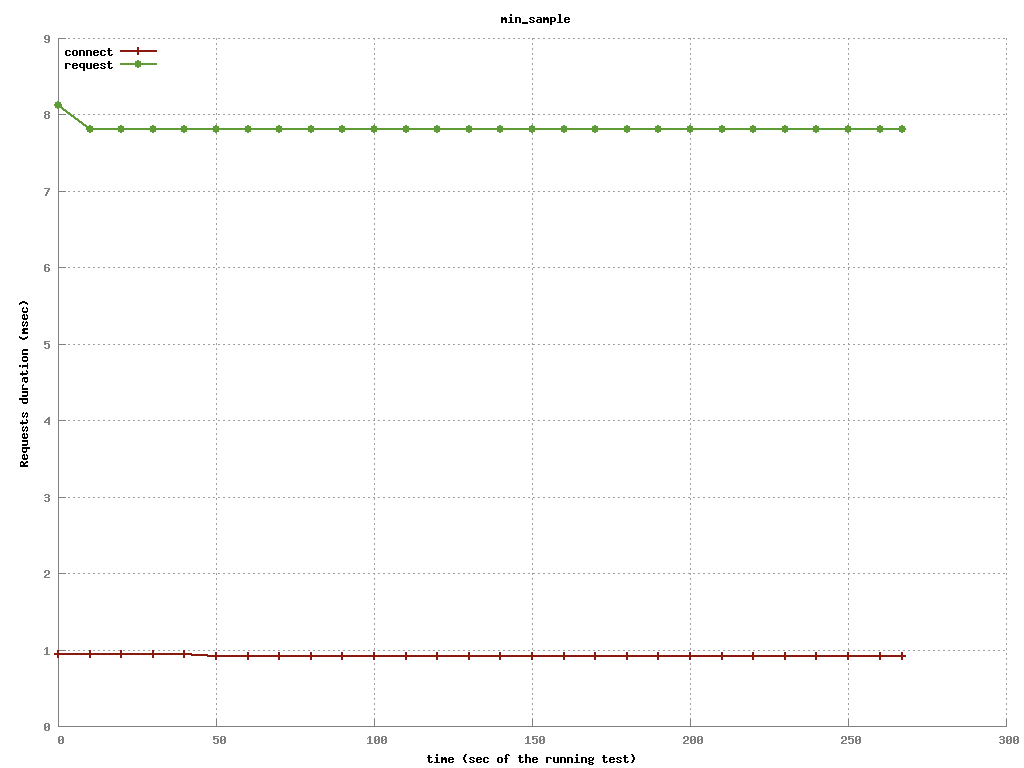 min_sample
connect
request
9
8
7
6
5
4
3
2
1
0
Requests duration (msec)
0 50 100 150 200 250 300
time (sec of the running test)